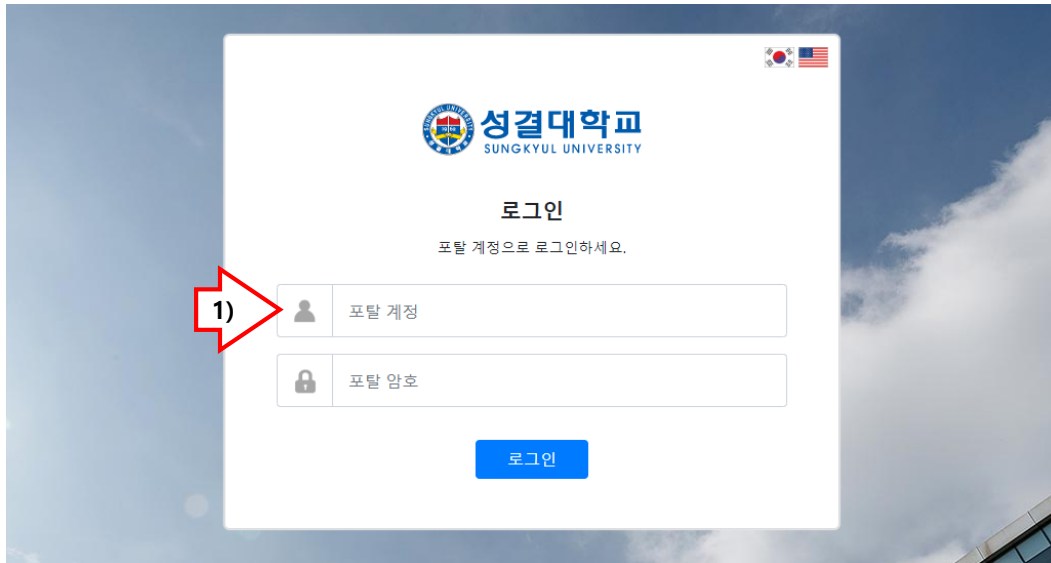 성결대학교
SUNGKYUL UNIVERSITY
로그인
포탈 계정으로 로그인하세요.
1)
포탈 계정
포탈 암호
로그인